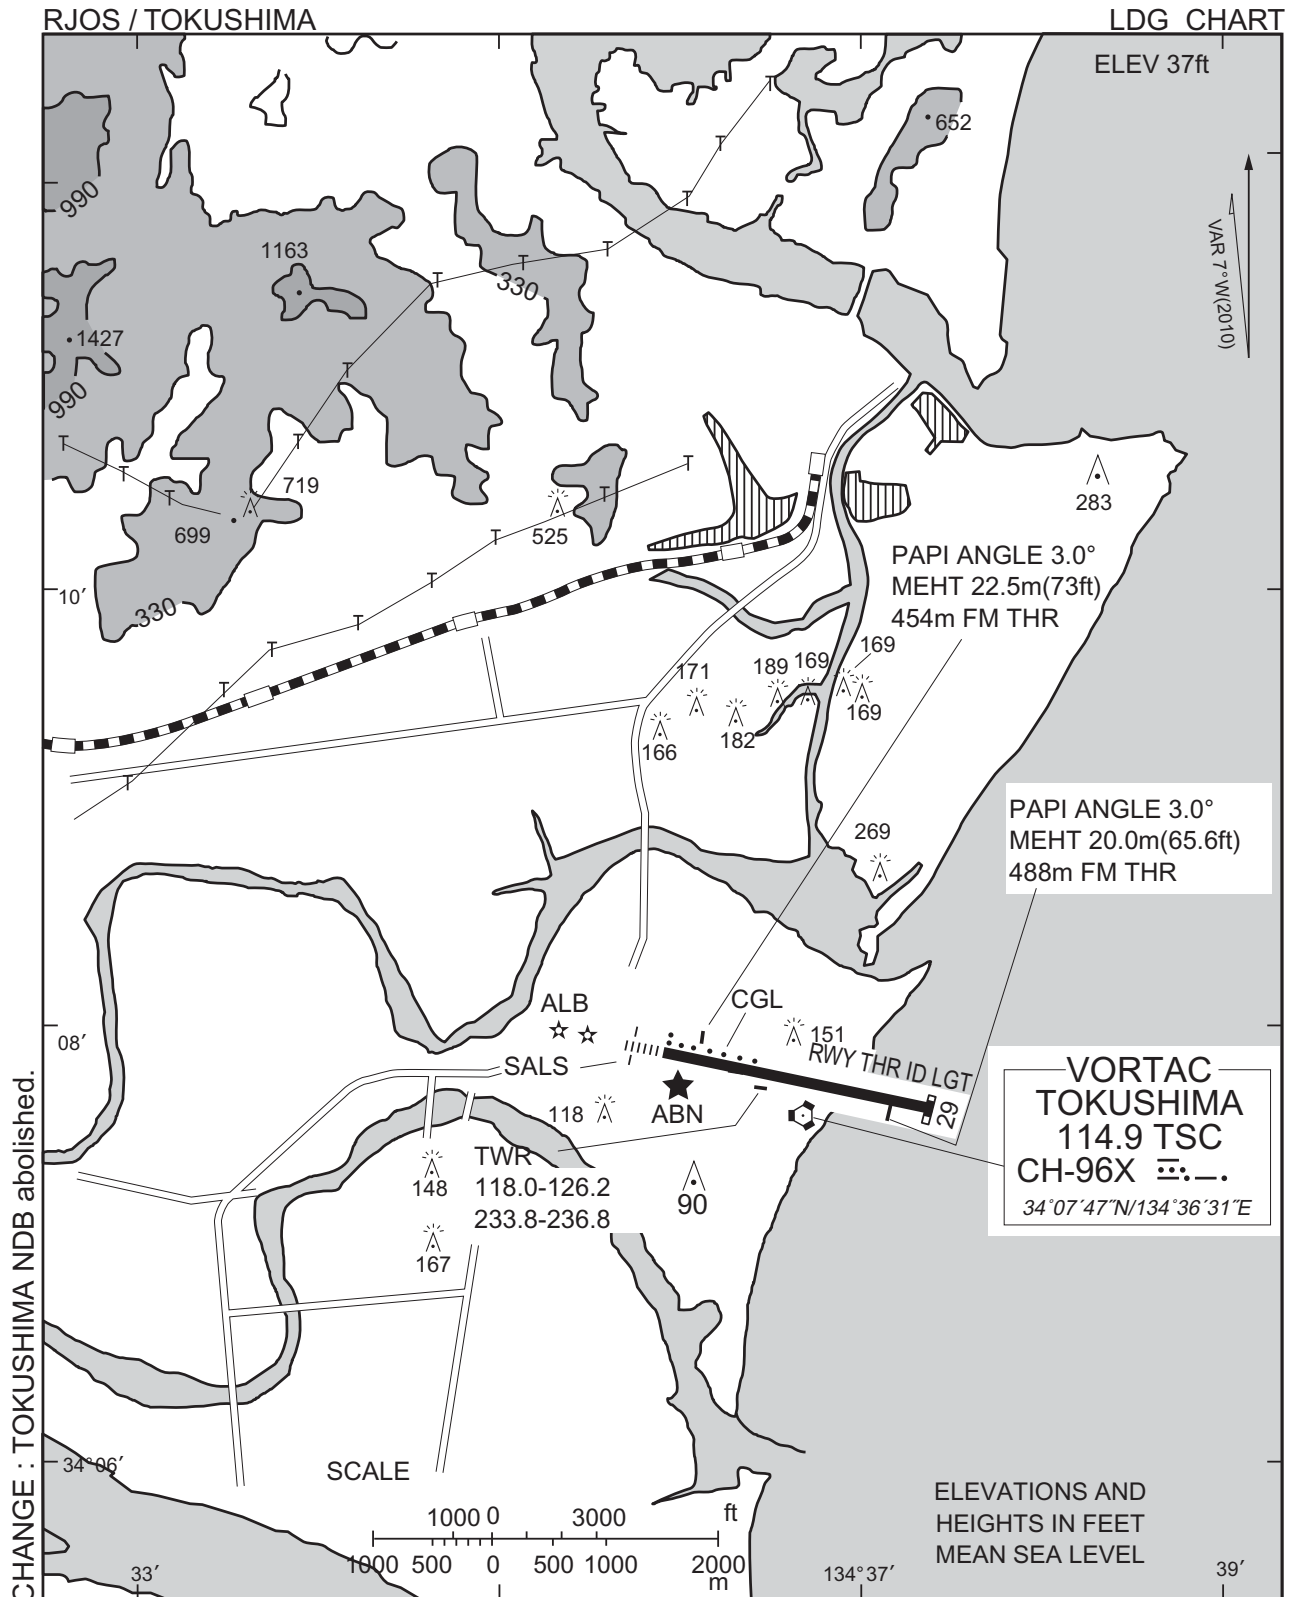 RJOS / TOKUSHIMA
LDG CHART
ELEV 37ft
652
990
VAR 7°W(2010)
1163
330
1427
990
719
699
525
283
PAPI ANGLE 3.0°
MEHT 22.5m(73ft)
454m FM THR
10′
330
169
171
189
169
169
166
182
PAPI ANGLE 3.0°
MEHT 20.0m(65.6ft)
488m FM THR
269
ALB
CGL
151
08′
RWY THR ID LGT
SALS
118
ABN
29
VORTAC
TOKUSHIMA
114.9 TSC
CH-96X
34°07′47″N/134°36′31″E
TWR
118.0-126.2
233.8-236.8
148
90
167
CHANGE : TOKUSHIMA NDB abolished.
34°06′
SCALE
ELEVATIONS AND
HEIGHTS IN FEET
MEAN SEA LEVEL
1000 0 3000 ft
1000 500 0 500 1000 2000
m
33′
134°37′
39′